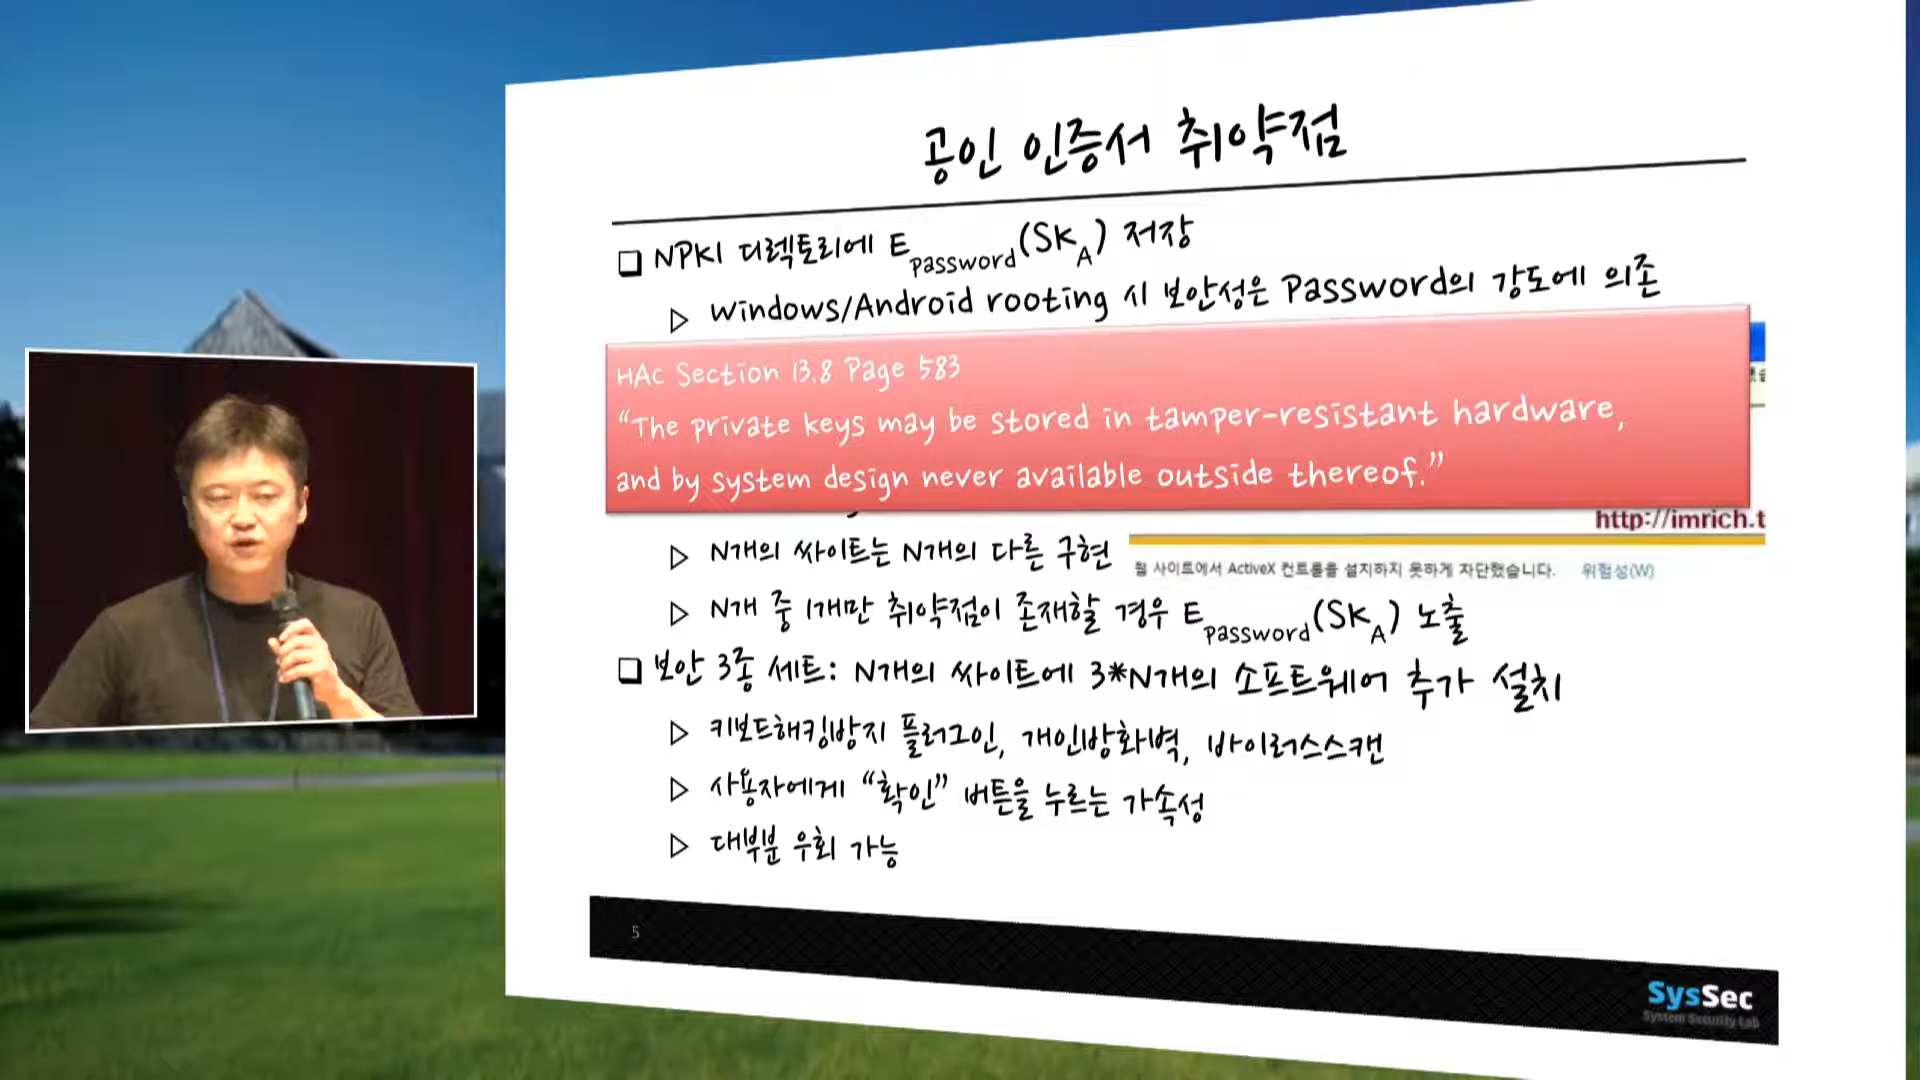 공인 인증서 취약점
NPKI 디렉토리에 E password(SK A) 저장
Windows/Android rooting 시 보안성은 Password의 강도에 의존
HAC Section 13.8 Page 583
“The private keys may be stored in tamper-resistant hardware,
and by system design never available outside thereof.”
http://imrich.t
N개의 싸이트는 N개의 다른 구현
웹 사이트에서 ActiveX 컨트롤을 설치하지 못하게 차단했습니다. 위험성(W)
N개 중 1개만 취약점이 존재할 경우 E password(SK A) 노출
보안 3종 세트: N개의 싸이트에 3*N개의 소프트웨어 추가 설치
키보드해킹방지 플러그인, 개인방화벽, 바이러스스캔
사용자에게 “확인” 버튼을 누르는 가속성
대부분 우회 가능
5
SysSec
System Security Lab